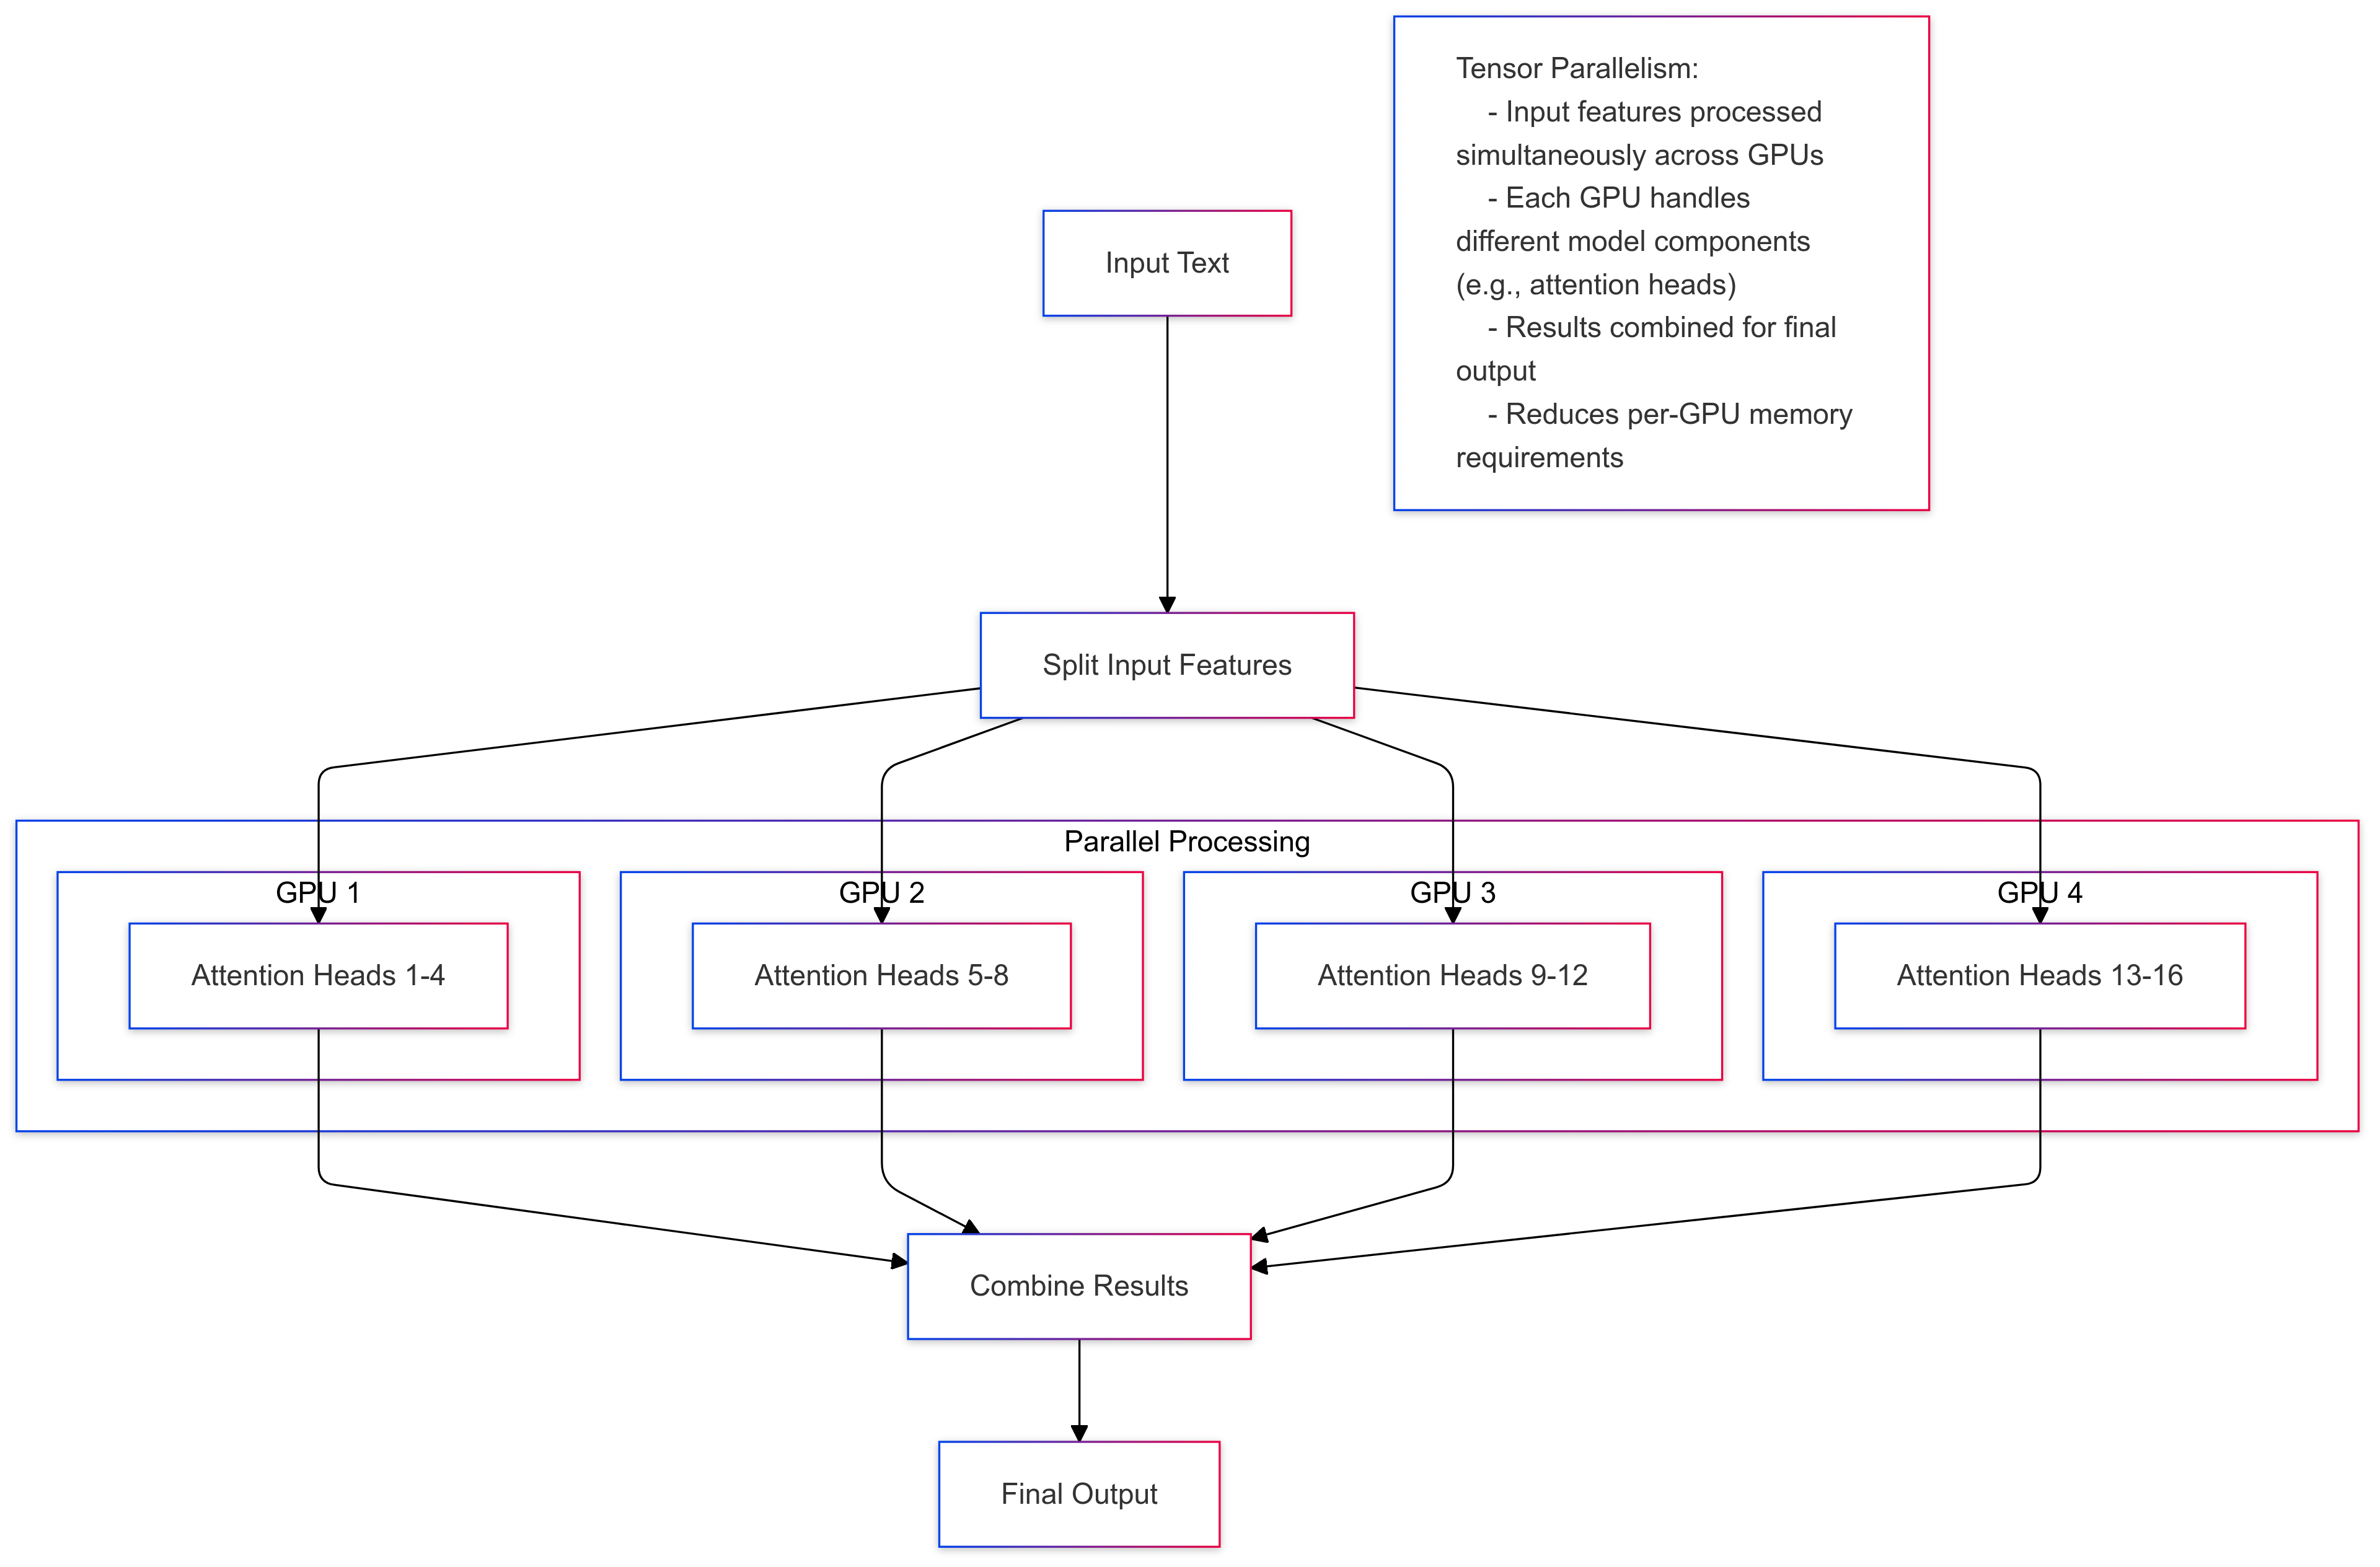 Tensor Parallelism:
- Input features processed
simultaneously across GPUs
- Each GPU handles
different model components
(e.g., attention heads)
- Results combined for final
output
- Reduces per-GPU memory
requirements
Input Text
Split Input Features
Parallel Processing
GPU 1
GPU 2
GPU 3
GPU 4
Attention Heads 1-4
Attention Heads 5-8
Attention Heads 9-12
Attention Heads 13-16
Combine Results
Final Output